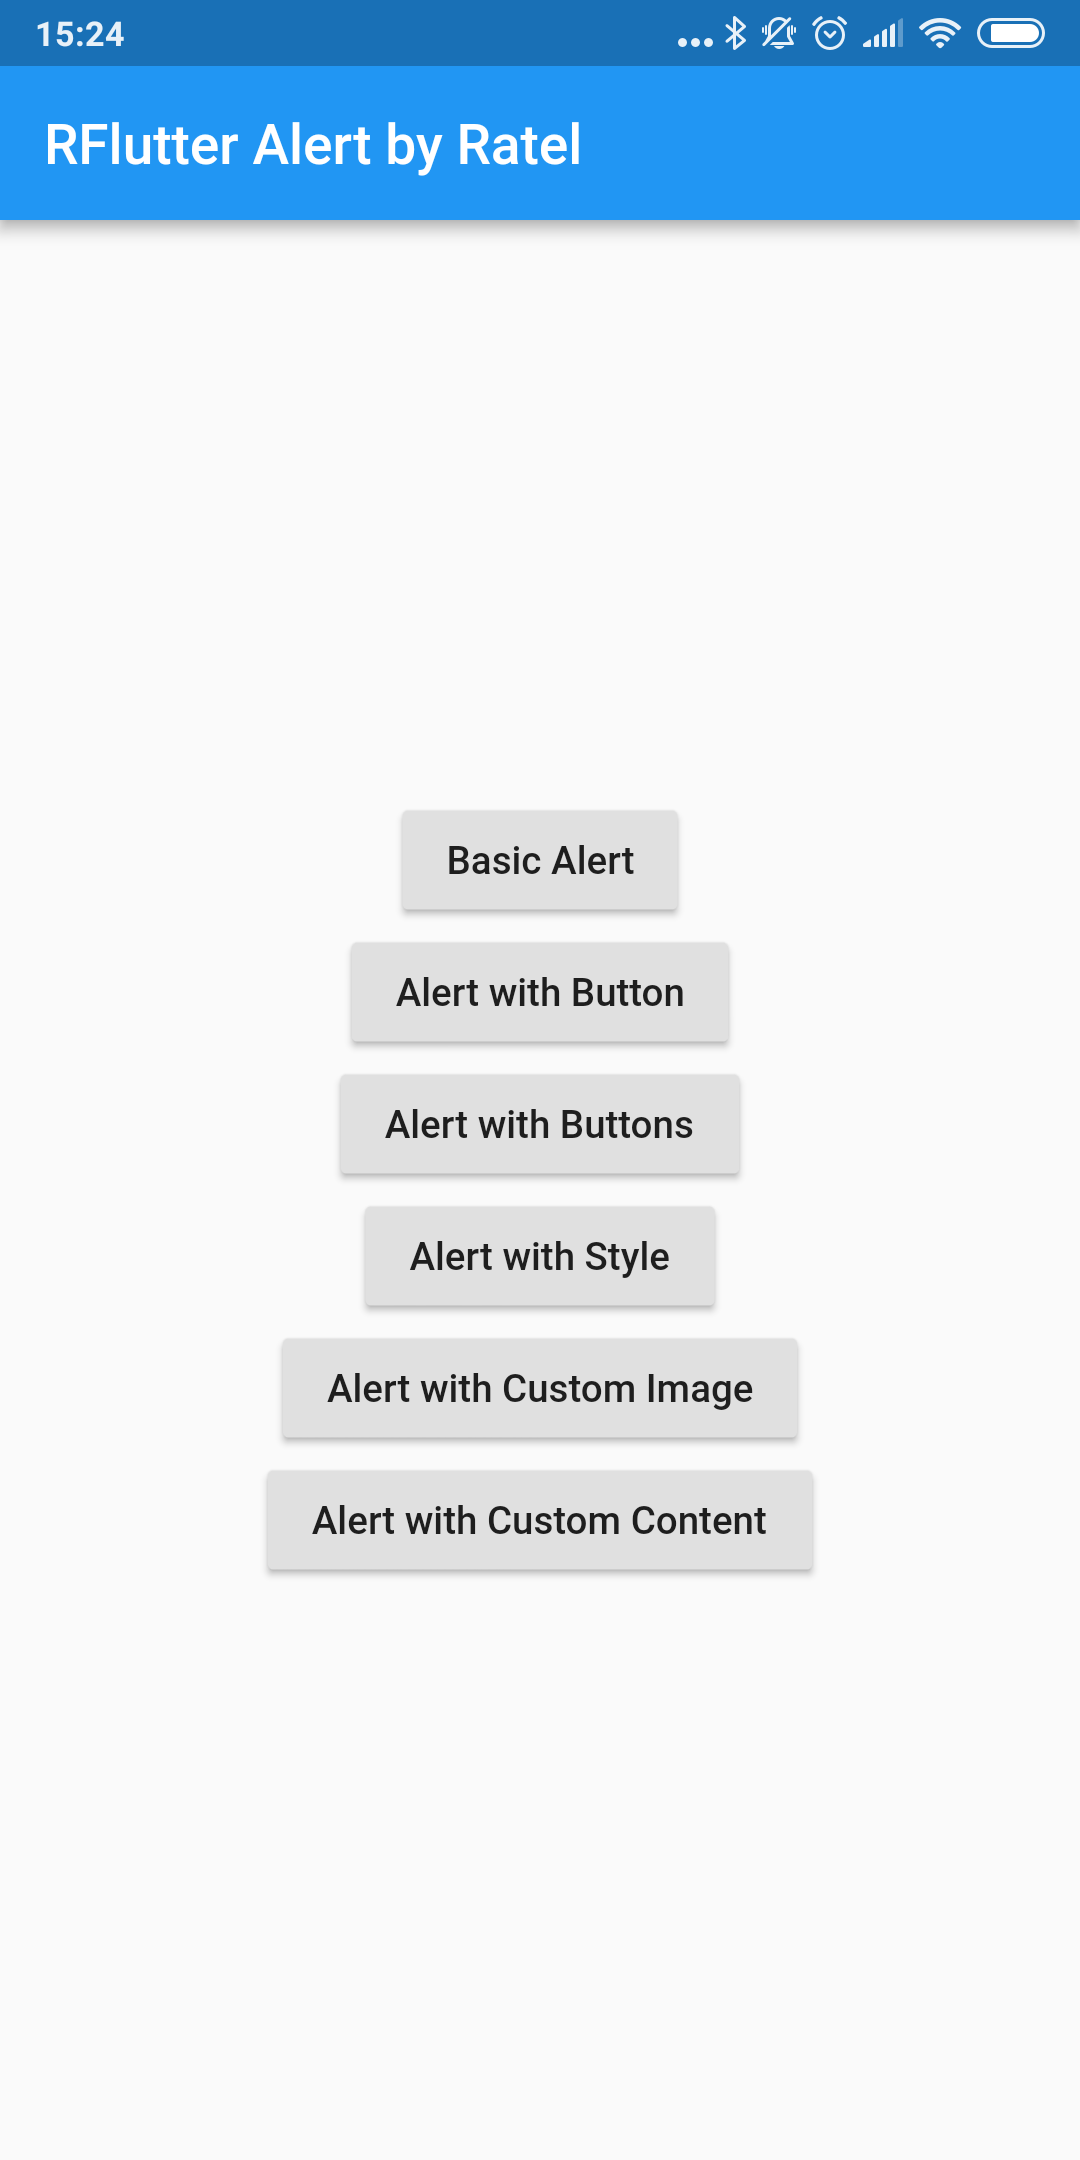 15:24
RFlutter Alert by Ratel
Basic Alert
Alert with Button
Alert with Buttons
Alert with Style
Alert with Custom Image
Alert with Custom Content